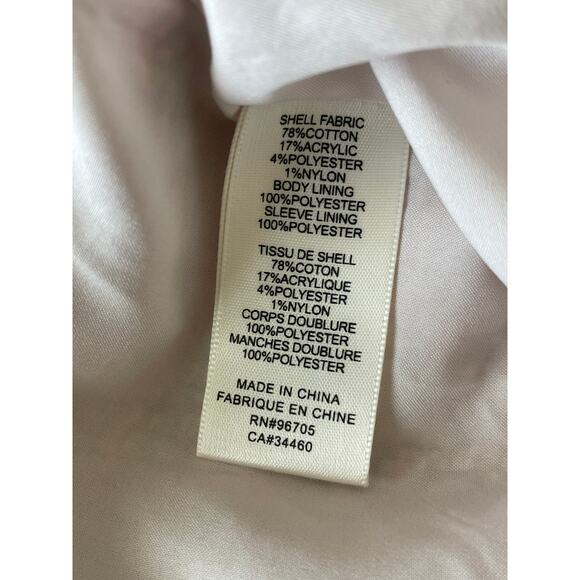 SHELL FABRIC
78%COTTON
17%ACRYLIC
4%POLYESTER
1%NYLON
BODY LINING
100%POLYESTER
SLEEVE LINING
100%POLYESTER
TISSU DE SHELL
78%COTON
17%ACRYLIQUE
4%POLYESTER
1%NYLON
CORPS DOUBLURE
100%POLYESTER
MANCHES DOUBLURE
100%POLYESTER
MADE IN CHINA
FABRIQUE EN CHINE
RN#96705
CA#34460